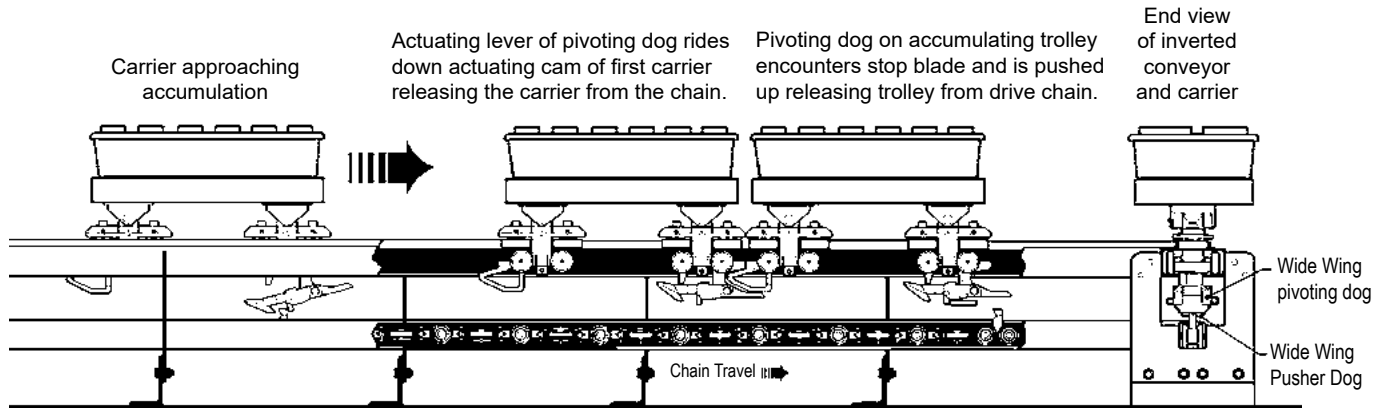 Carrier approaching
accumulation
Actuating lever of pivoting dog rides
down actuating cam of first carrier
releasing the carrier from the chain.
Pivoting dog on accumulating trolley
encounters stop blade and is pushed
up releasing trolley from drive chain.
End view
of inverted
conveyor
and carrier
Wide Wing
pivoting dog
Wide Wing
Pusher Dog
Chain Travel